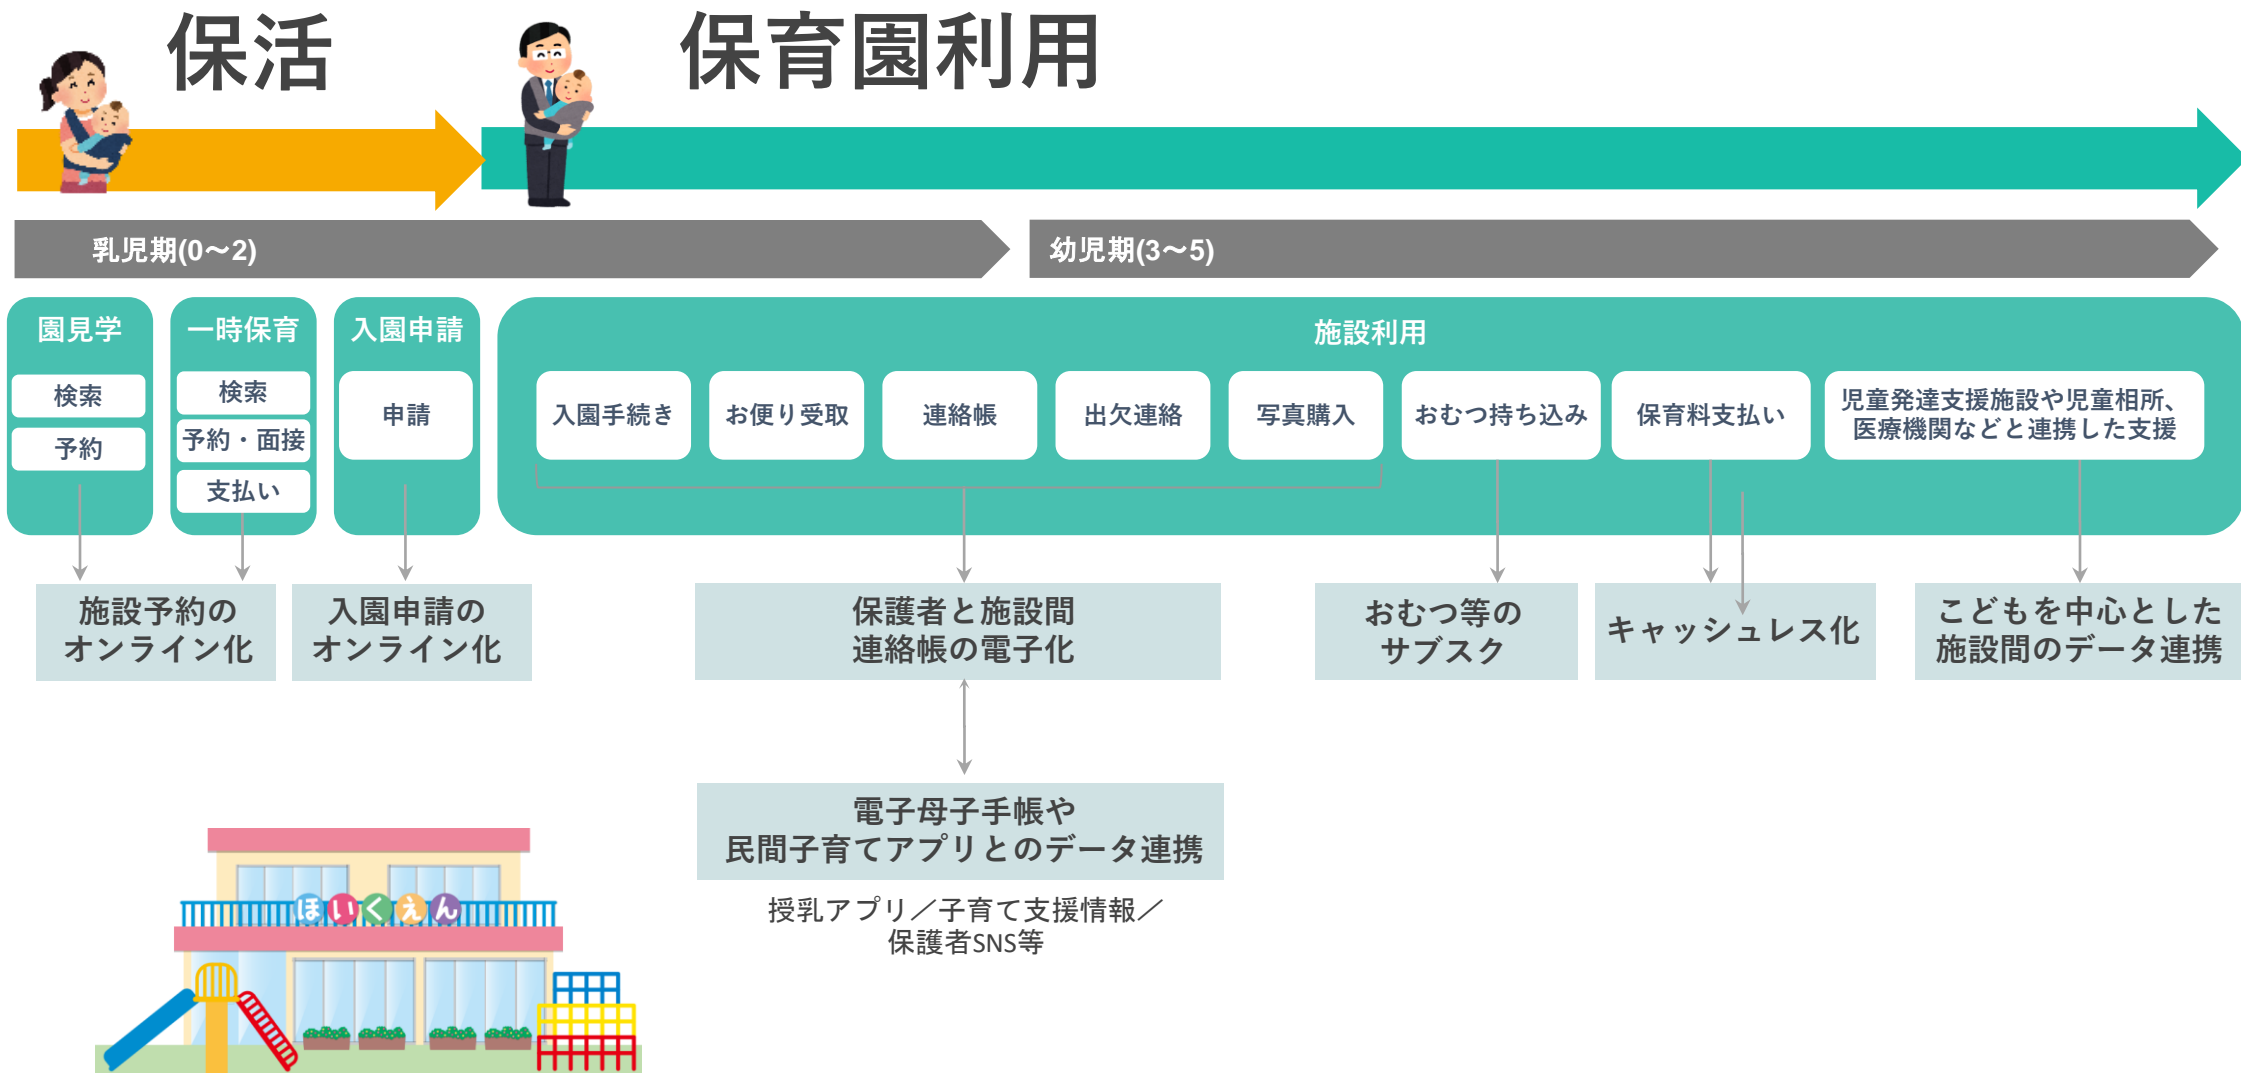 保活
保育園利用
乳児期(0～2)
幼児期(3～5)
園見学
検索
予約
一時保育
検索
予約・面接
支払い
入園申請
申請
施設利用
入園手続き
お便り受取
連絡帳
出欠連絡
写真購入
おむつ持ち込み
保育料支払い
児童発達支援施設や児童相所、
医療機関などと連携した支援
施設予約の
オンライン化
入園申請の
オンライン化
保護者と施設間
連絡帳の電子化
おむつ等の
サブスク
キャッシュレス化
こどもを中心とした
施設間のデータ連携
電子母子手帳や
民間子育てアプリとのデータ連携
授乳アプリ／子育て支援情報／
保護者SNS等
ほいくえん